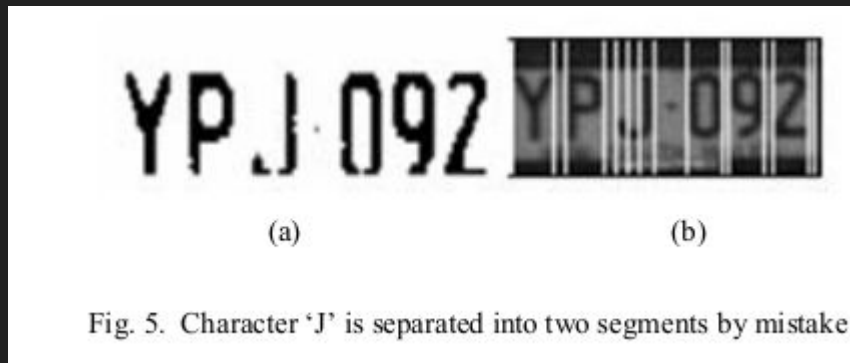 YPJ·092 YPJ·092
(a) (b)
Fig. 5. Character ‘J’ is separated into two segments by mistake